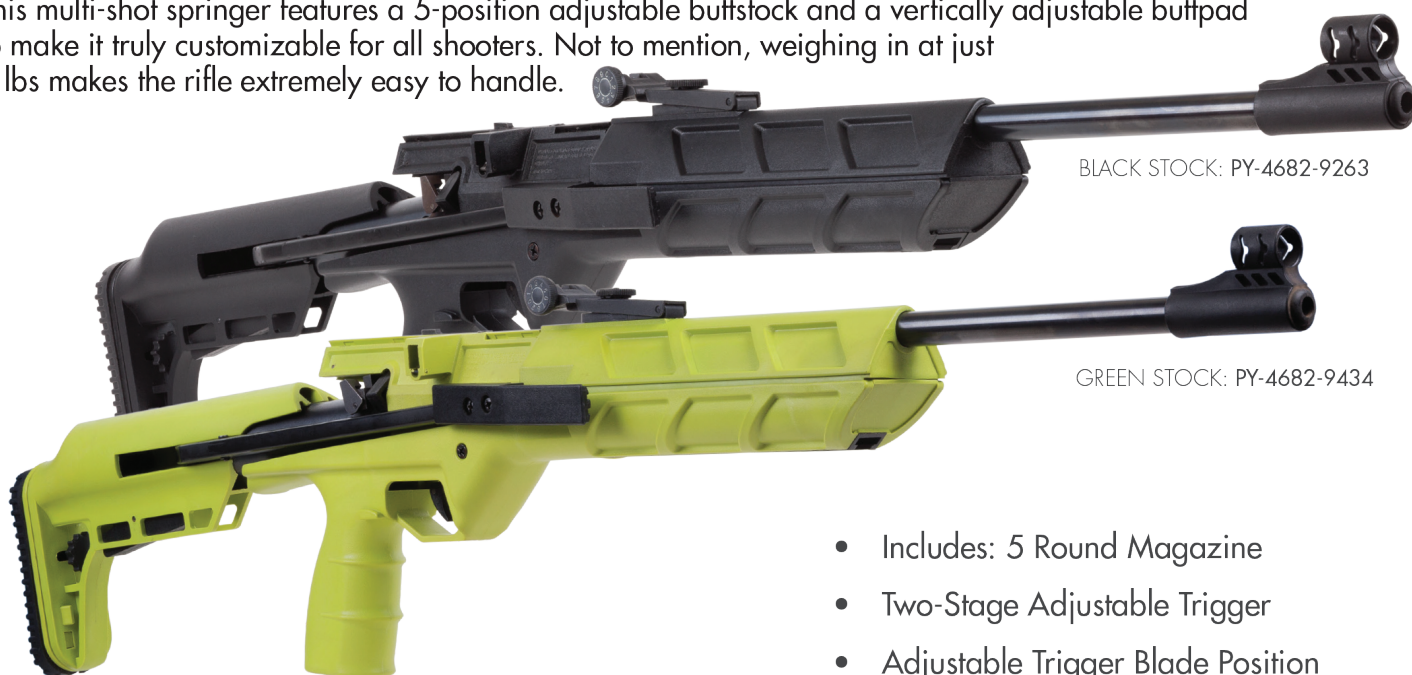 his multi-shot springer features a 5-position adjustable buttstock and a vertically adjustable buttpad
make it truly customizable for all shooters. Not to mention, weighing in at just
lbs makes the rifle extremely easy to handle.
BLACK STOCK: PY-4682-9263
GREEN STOCK: PY-4682-9434
• Includes: 5 Round Magazine
• Two-Stage Adjustable Trigger
• Adjustable Trigger Blade Position